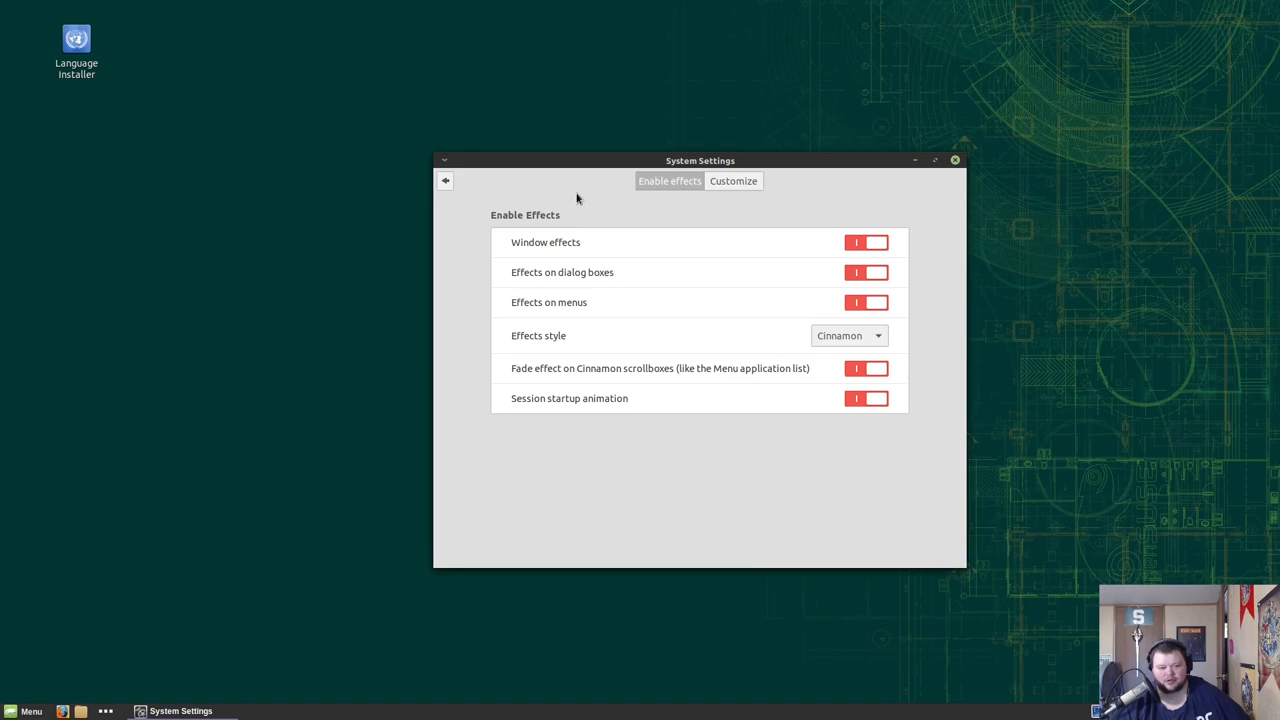 Language
Installer
System Settings
Enable effects
Customize
Enable Effects
Window effects
Effects on dialog boxes
Effects on menus
Effects style
Cinnamon
Fade effect on Cinnamon scrollboxes (like the Menu application list)
Session startup animation
S
Menu
System Settings